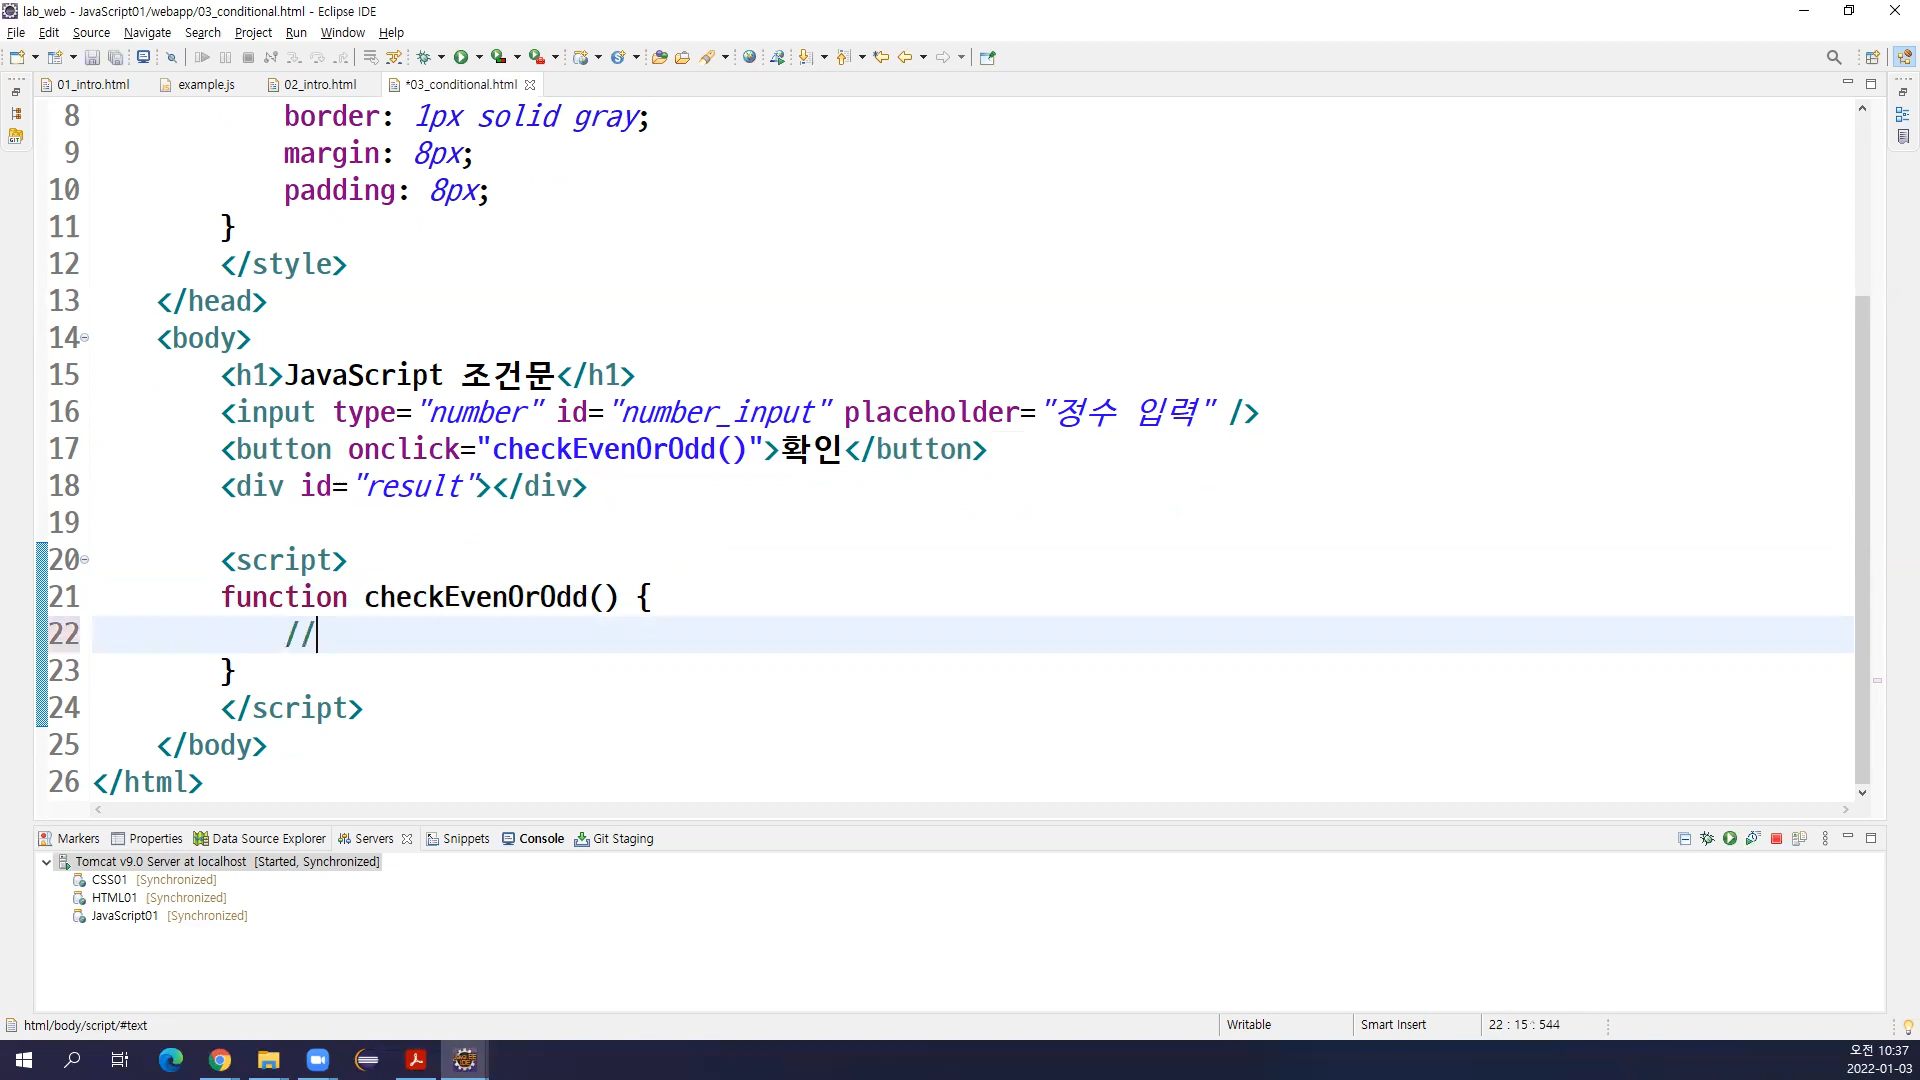 lab_web - JavaScript01/webapp/03_conditional.html - Eclipse IDE
File Edit Source Navigate Search Project Run Window Help
01_intro.html example.js 02_intro.html *03_conditional.html
8 border: 1px solid gray;
9 margin: 8px;
10 padding: 8px;
11 }
12 </style>
13 </head>
14 <body>
15 <h1>JavaScript 조건문</h1>
16 <input type="number" id="number_input" placeholder="정수 입력" />
17 <button onclick="checkEvenOrOdd()">확인</button>
18 <div id="result"></div>
19
20 <script>
21 function checkEvenOrOdd() {
22 //
23 }
24 </script>
25 </body>
26 </html>
Markers Properties Data Source Explorer Servers Snippets Console Git Staging
Tomcat v9.0 Server at localhost [Started, Synchronized]
CSS01 [Synchronized]
HTML01 [Synchronized]
JavaScript01 [Synchronized]
html/body/script/#text Writable Smart Insert 22 : 15 : 544
오전 10:37
2022-01-03